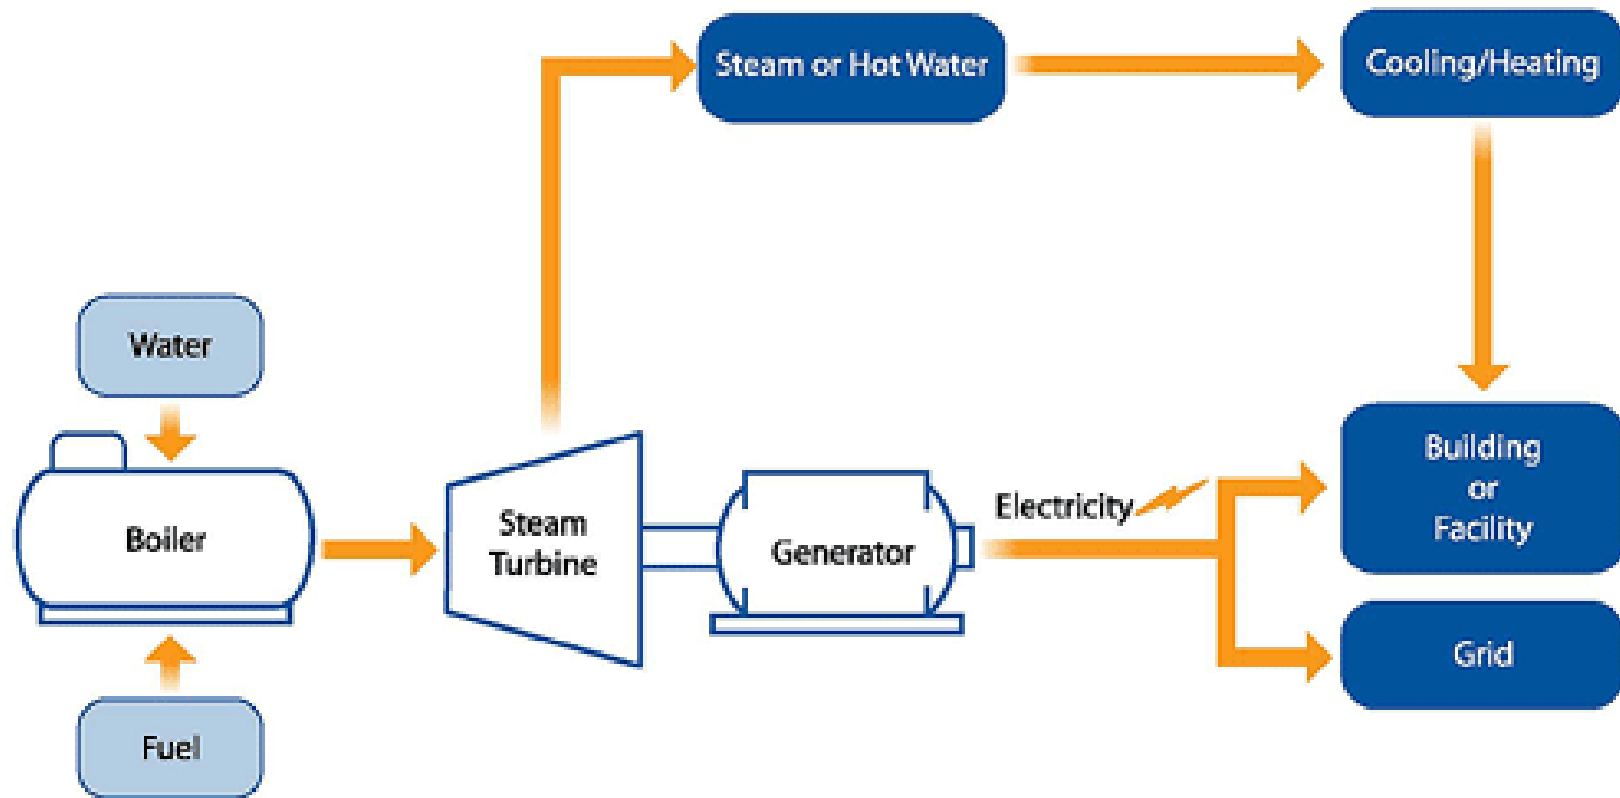 Steam or Hot Water
Cooling/Heating
Water
Boiler
Steam
Turbine
Generator
Electricity
Building
or
Facility
Grid
Fuel